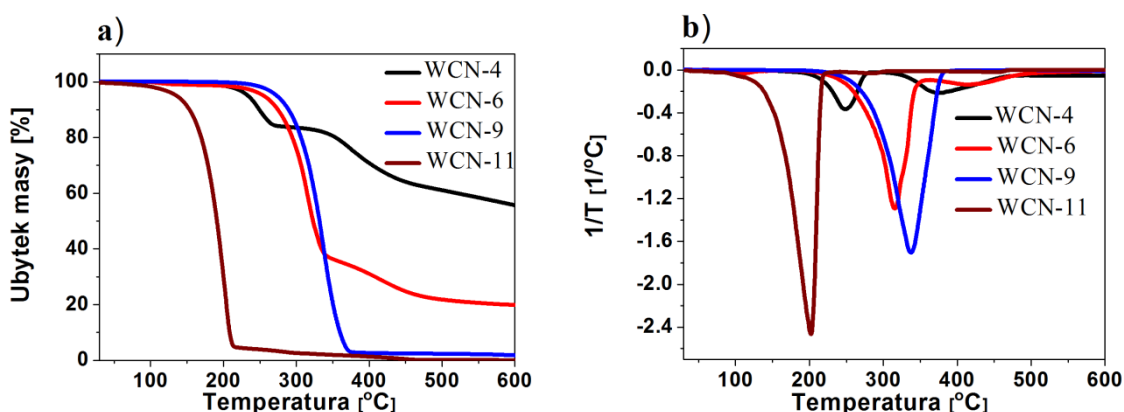 a)
Ubytek masy [%]
100
80
60
40
20
0
WCN-4
WCN-6
WCN-9
WCN-11
100 200 300 400 500 600
Temperatura [°C]
b)
1/T [1/°C]
0.0
-0.4
-0.8
-1.2
-1.6
-2.0
-2.4
WCN-4
WCN-6
WCN-9
WCN-11
100 200 300 400 500 600
Temperatura [°C]